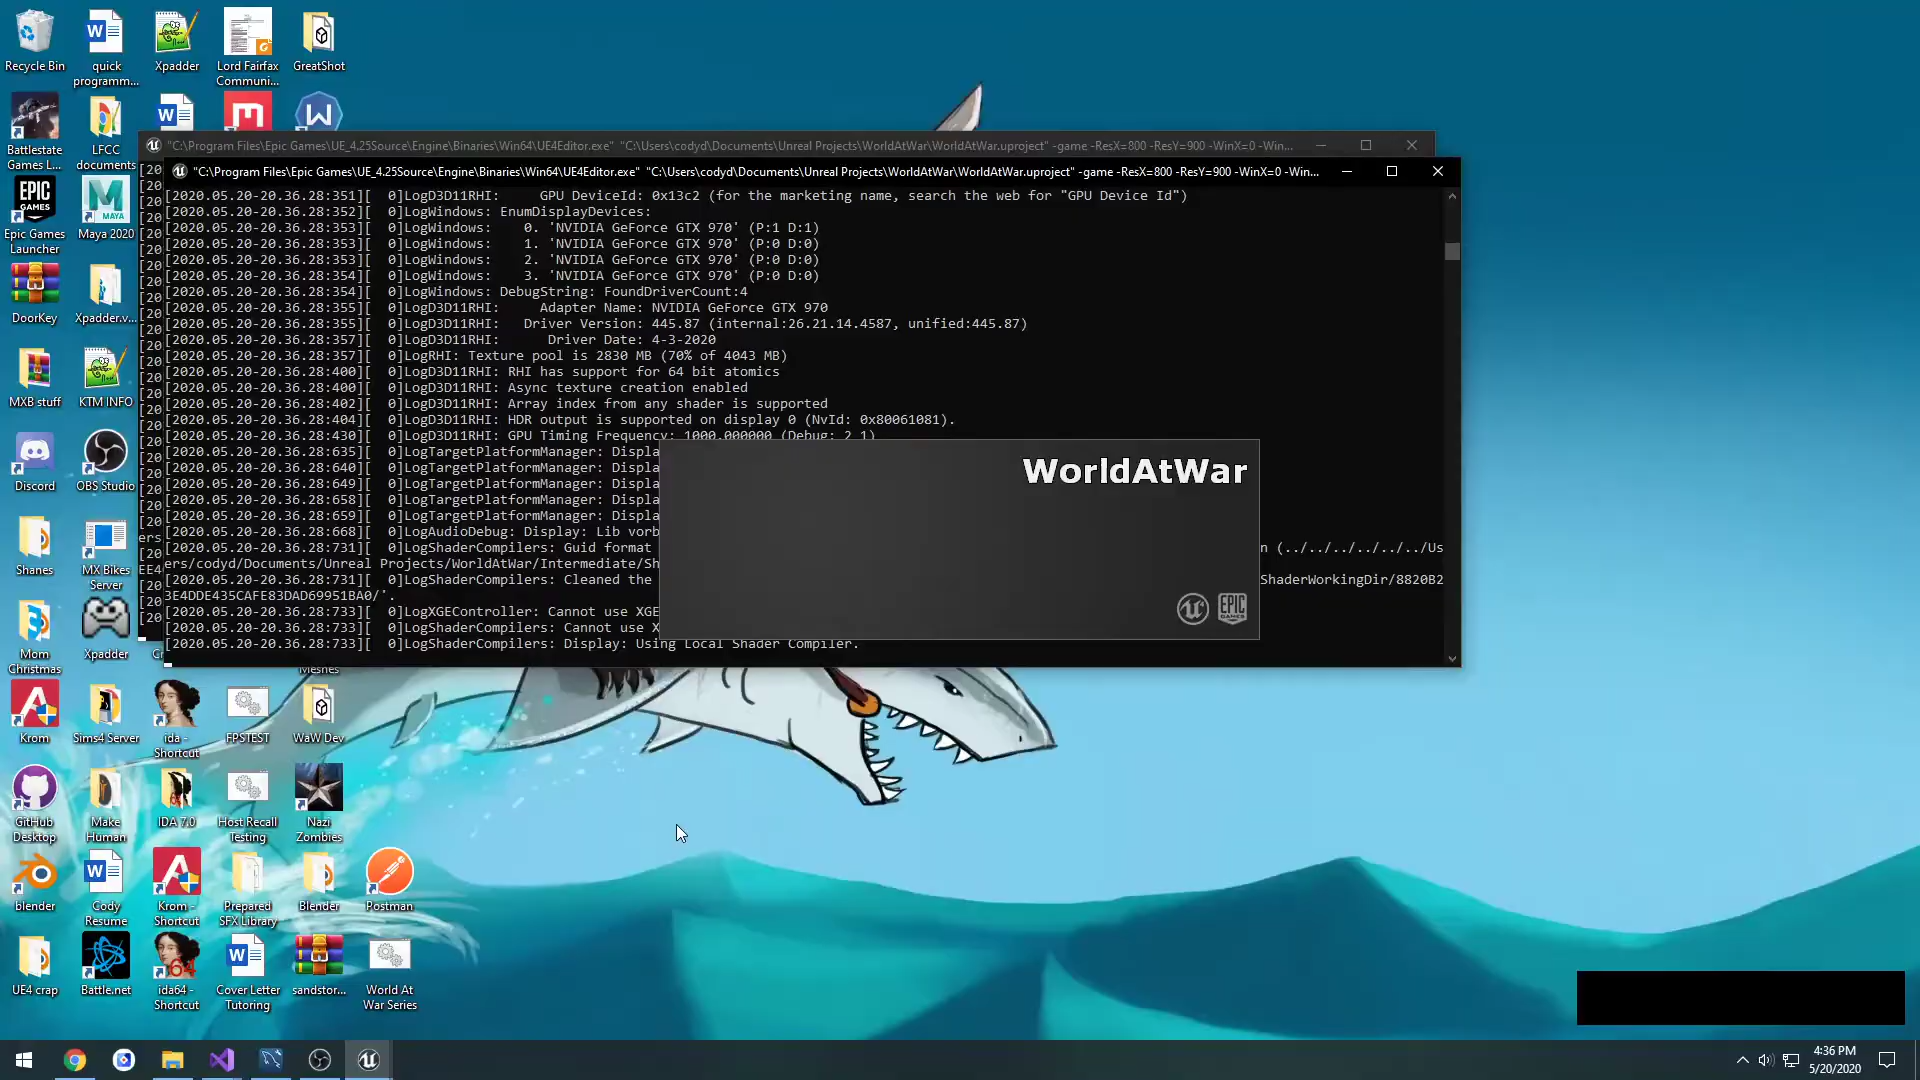 Recycle Bin
quick programm...
Xpadder
Lord Fairfax Communi...
GreatShot
Battlestate Games L...
LFCC documents
EPIC GAMES
Epic Games Launcher
Maya 2020
DoorKey
Xpadder.v...
MXB stuff
KTM INFO
Discord
OBS Studio
Shanes
MX Bikes Server
Mom Christmas
Xpadder
Krom
Sims4 Server
ida - Shortcut
FPSTEST
WaW Dev
GitHub Desktop
Make Human
IDA 7.0
Host Recall Testing
Nazi Zombies
blender
Cody Resume
Krom - Shortcut
Prepared SFX Library
Blender
Postman
UE4 crap
Battle.net
ida64 - Shortcut
Cover Letter Tutoring
sandstor...
World At War Series
"C:\Program Files\Epic Games\UE_4.25Source\Engine\Binaries\Win64\UE4Editor.exe" "C:\Users\codyd\Documents\Unreal Projects\WorldAtWar\WorldAtWar.uproject" -game -ResX=800 -ResY=900 -WinX=0 -Win...
"C:\Program Files\Epic Games\UE_4.25Source\Engine\Binaries\Win64\UE4Editor.exe" "C:\Users\codyd\Documents\Unreal Projects\WorldAtWar\WorldAtWar.uproject" -game -ResX=800 -ResY=900 -WinX=0 -Win...
[2020.05.20-20.36.28:351][  0]LogD3D11RHI:     GPU DeviceId: 0x13c2 (for the marketing name, search the web for "GPU Device Id")
[2020.05.20-20.36.28:352][  0]LogWindows: EnumDisplayDevices:
[2020.05.20-20.36.28:353][  0]LogWindows:   0. 'NVIDIA GeForce GTX 970' (P:1 D:1)
[2020.05.20-20.36.28:353][  0]LogWindows:   1. 'NVIDIA GeForce GTX 970' (P:0 D:0)
[2020.05.20-20.36.28:353][  0]LogWindows:   2. 'NVIDIA GeForce GTX 970' (P:0 D:0)
[2020.05.20-20.36.28:354][  0]LogWindows:   3. 'NVIDIA GeForce GTX 970' (P:0 D:0)
[2020.05.20-20.36.28:354][  0]LogWindows: DebugString: FoundDriverCount:4
[2020.05.20-20.36.28:355][  0]LogD3D11RHI:     Adapter Name: NVIDIA GeForce GTX 970
[2020.05.20-20.36.28:355][  0]LogD3D11RHI:   Driver Version: 445.87 (internal:26.21.14.4587, unified:445.87)
[2020.05.20-20.36.28:357][  0]LogD3D11RHI:      Driver Date: 4-3-2020
[2020.05.20-20.36.28:357][  0]LogRHI: Texture pool is 2830 MB (70% of 4043 MB)
[2020.05.20-20.36.28:400][  0]LogD3D11RHI: RHI has support for 64 bit atomics
[2020.05.20-20.36.28:400][  0]LogD3D11RHI: Async texture creation enabled
[2020.05.20-20.36.28:402][  0]LogD3D11RHI: Array index from any shader is supported
[2020.05.20-20.36.28:404][  0]LogD3D11RHI: HDR output is supported on display 0 (NvId: 0x80061081).
[2020.05.20-20.36.28:430][  0]LogD3D11RHI: GPU Timing Frequency: 1000.000000 (Debug: 2 1)
[2020.05.20-20.36.28:635][  0]LogTargetPlatformManager: Displa
[2020.05.20-20.36.28:640][  0]LogTargetPlatformManager: Displa
[2020.05.20-20.36.28:649][  0]LogTargetPlatformManager: Displa
[2020.05.20-20.36.28:658][  0]LogTargetPlatformManager: Displa
[2020.05.20-20.36.28:659][  0]LogTargetPlatformManager: Displa
[2020.05.20-20.36.28:668][  0]LogAudioDebug: Display: Lib vorb
[2020.05.20-20.36.28:731][  0]LogShaderCompilers: Guid format n (../../../../../../Us
ers/codyd/Documents/Unreal Projects/WorldAtWar/Intermediate/Sh
[2020.05.20-20.36.28:731][  0]LogShaderCompilers: Cleaned the ShaderWorkingDir/8820B2
3E4DDE435CAFE83DAD69951BA0/'.
[2020.05.20-20.36.28:733][  0]LogXGEController: Cannot use XGE
[2020.05.20-20.36.28:733][  0]LogShaderCompilers: Cannot use X
[2020.05.20-20.36.28:733][  0]LogShaderCompilers: Display: Using Local Shader Compiler.
WorldAtWar
EPIC GAMES
4:36 PM
5/20/2020